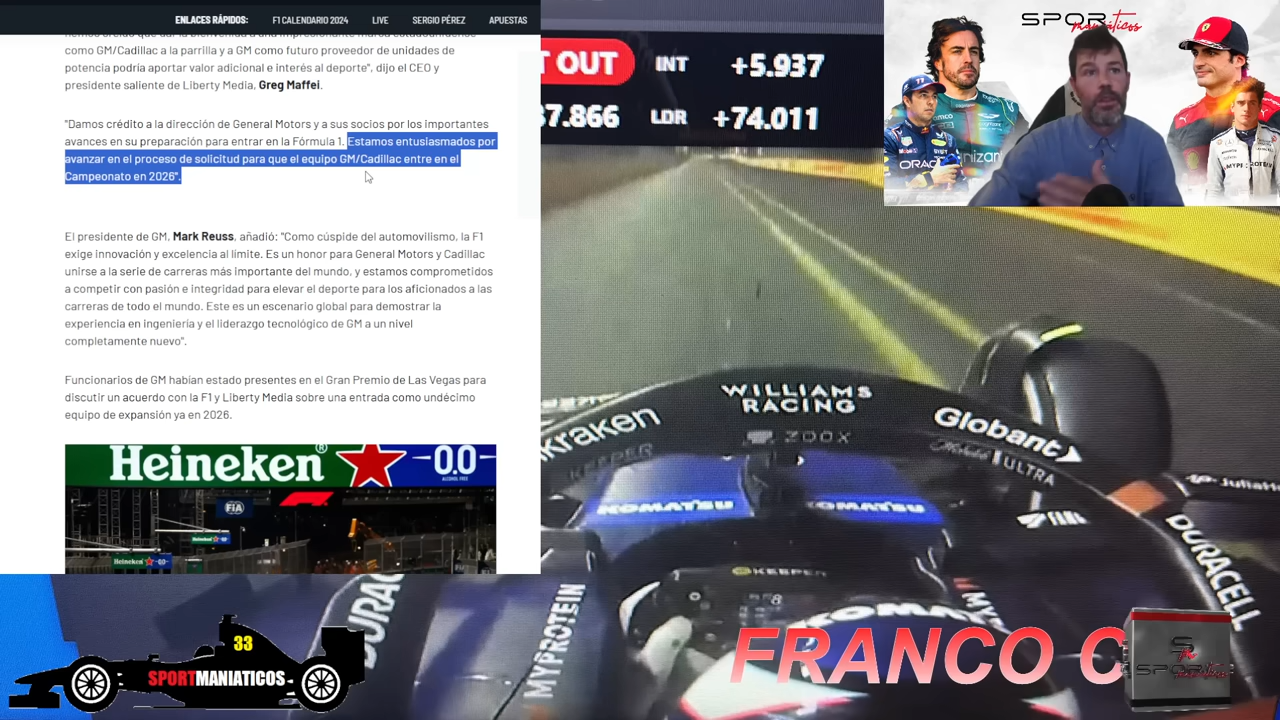 ENLACES RÁPIDOS: F1 CALENDARIO 2024 LIVE SERGIO PÉREZ APUESTAS
como GM/Cadillac a la parrilla y a GM como futuro proveedor de unidades de
potencia podría aportar valor adicional e interés al deporte", dijo el CEO y
presidente saliente de Liberty Media, Greg Maffei.
"Damos crédito a la dirección de General Motors y a sus socios por los importantes
avances en su preparación para entrar en la Fórmula 1. Estamos entusiasmados por
avanzar en el proceso de solicitud para que el equipo GM/Cadillac entre en el
Campeonato en 2026".
El presidente de GM, Mark Reuss, añadió: "Como cúspide del automovilismo, la F1
exige innovación y excelencia al límite. Es un honor para General Motors y Cadillac
unirse a la serie de carreras más importante del mundo, y estamos comprometidos
a competir con pasión e integridad para elevar el deporte para los aficionados a las
carreras de todo el mundo. Este es un escenario global para demostrar la
experiencia en ingeniería y el liderazgo tecnológico de GM a un nivel
completamente nuevo".
Funcionarios de GM habían estado presentes en el Gran Premio de Las Vegas para
discutir un acuerdo con la F1 y Liberty Media sobre una entrada como undécimo
equipo de expansión ya en 2026.
Heineken® 0.0
FIA
Heineken
T OUT INT +5.937
37.866 LDR +74.011
WILLIAMS
RACING
kraken
ZOOX
KEEPER
Globant
ULTRA
KOMATSU KOMATSU
DURACELL
KEEPER
MYPROTEIN
33
SPORTMANIATICOS
FRANCO C
ORACLE